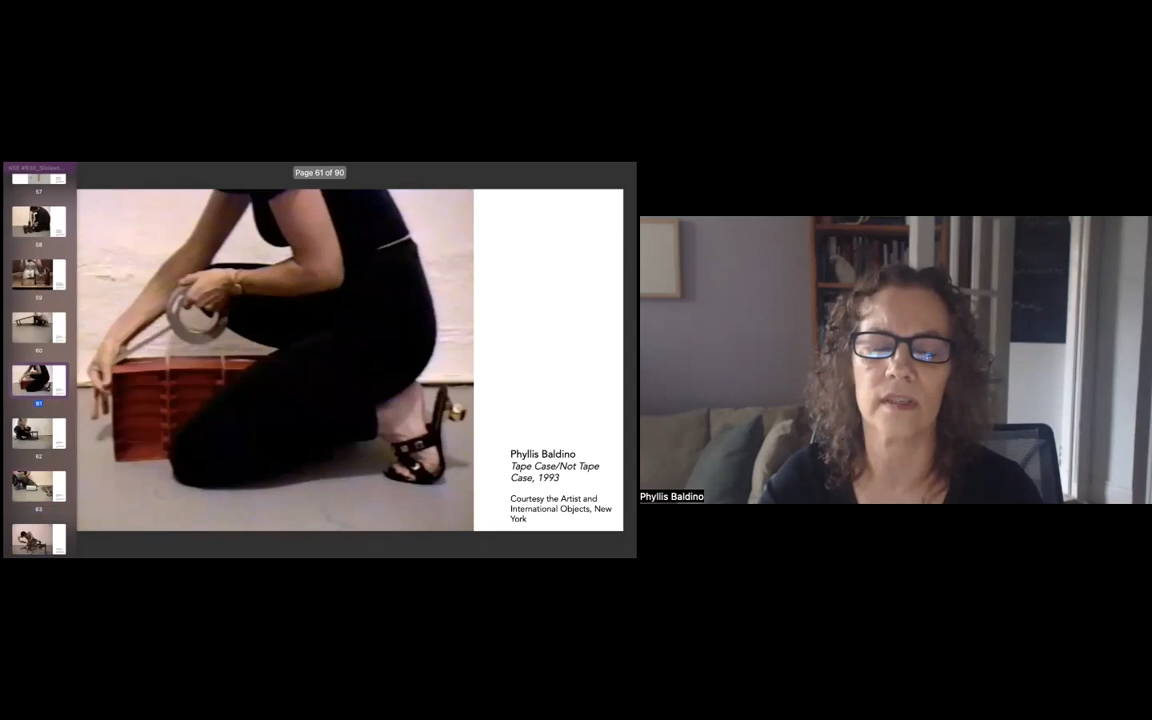 Page 61 of 90
57
58
59
60
61
62
63
Phyllis Baldino
Tape Case/Not Tape
Case, 1993
Courtesy the Artist and
International Objects, New
York
Phyllis Baldino